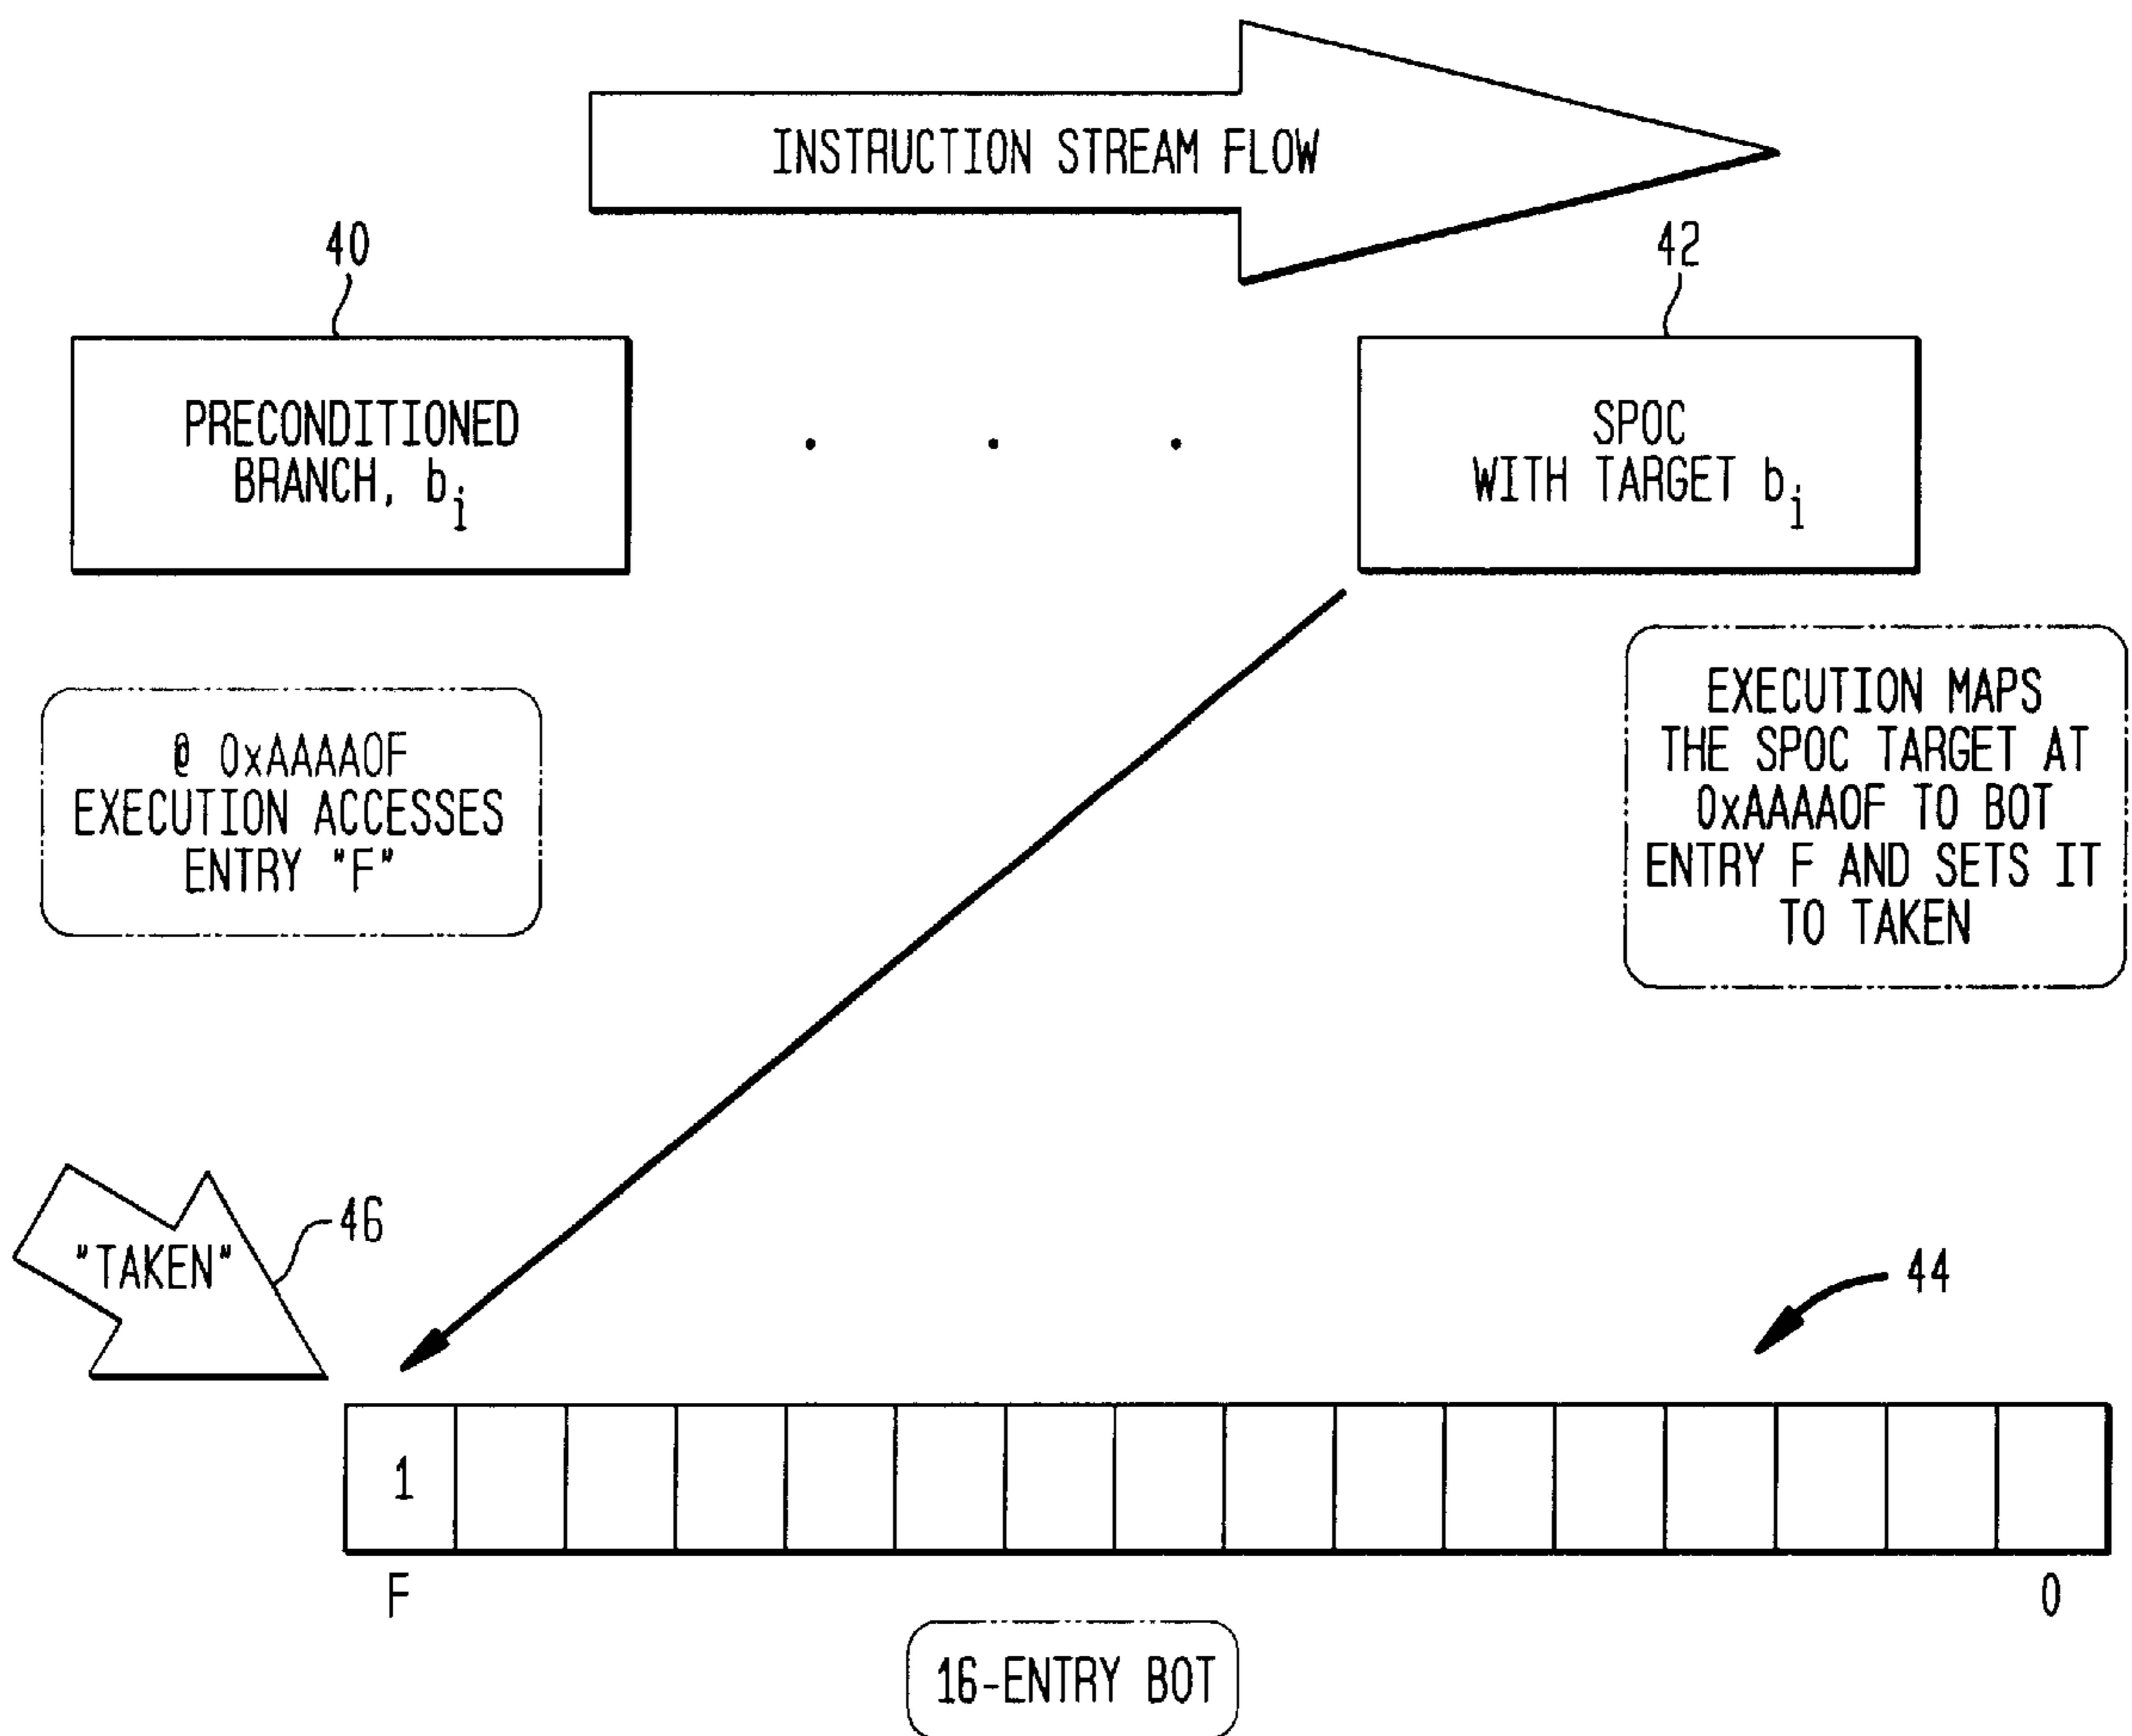 INSTRUCTION STREAM FLOW
40
42
PRECONDITIONED
BRANCH, bi
. . .
SPOC
WITH TARGET bi
@ 0xAAAA0F
EXECUTION ACCESSES
ENTRY "F"
EXECUTION MAPS
THE SPOC TARGET AT
0xAAAA0F TO BOT
ENTRY F AND SETS IT
TO TAKEN
"TAKEN"
46
44
1
F
0
16-ENTRY BOT